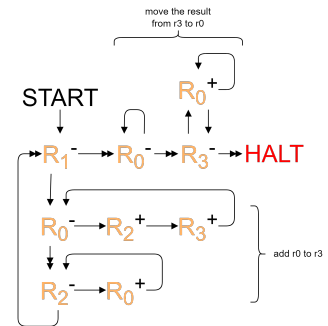 move the result
from r3 to r0
R0+
START
R1- R0- R3- HALT
R0- R2+ R3+
add r0 to r3
R2- R0+